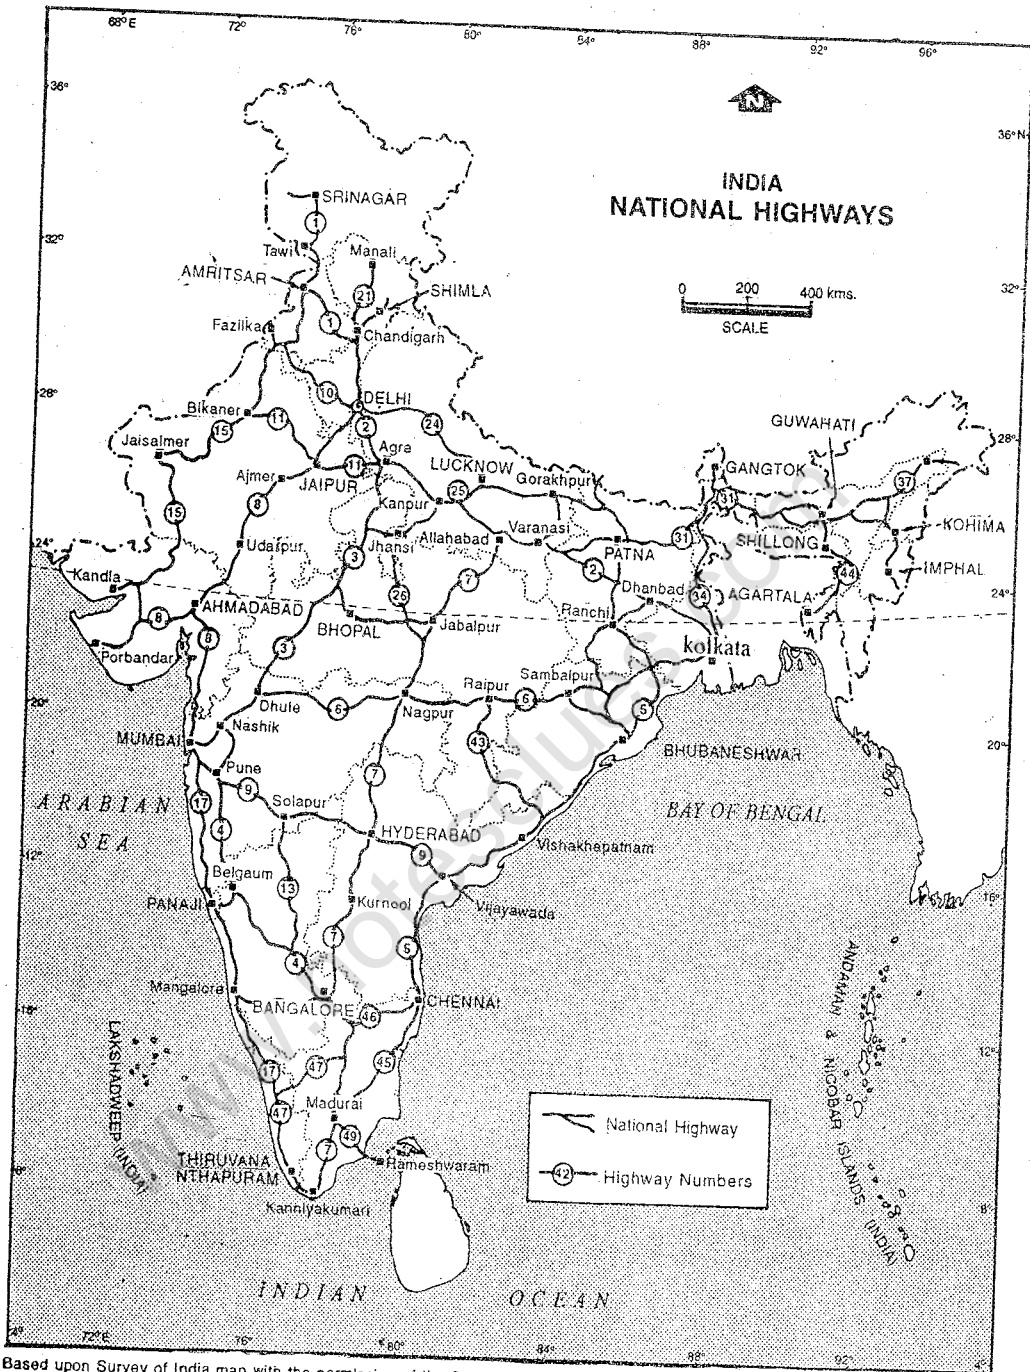 68°E
72°
76°
80°
84°
88°
92°
96°
36°
36°N
N
INDIA
NATIONAL HIGHWAYS
SRINAGAR
1
32°
Tawi
Manali
AMRITSAR
21
SHIMLA
0 200 400 kms.
SCALE
32°
Fazilka
1
Chandigarh
28°
10
DELHI
Bikaner
11
2
24
GUWAHATI
28°
15
Jaisalmer
Agra
LUCKNOW
GANGTOK
Ajmer
JAIPUR
11
25
Gorakhpur
31
37
15
8
Kanpur
KOHIMA
Udaipur
Jhansi
Allahabad
Varanasi
PATNA
31
SHILLONG
24°
3
IMPHAL
Kandla
26
7
2
Dhanbad
34
AGARTALA
44
24°
8
AHMADABAD
BHOPAL
Jabalpur
Ranchi
Porbandar
8
3
kolkata
20°
Dhule
6
Nagpur
Raipur
6
Sambalpur
5
MUMBAI
Nashik
43
BHUBANESHWAR
20°
Pune
7
ARABIAN
SEA
17
9
Solapur
BAY OF BENGAL
4
HYDERABAD
12°
9
Vishakhapatnam
Belgaum
13
PANAJI
Kurnool
Vijayawada
16°
7
5
4
Mangalore
BANGALORE
CHENNAI
46
ANDAMAN & NICOBAR ISLANDS (INDIA)
LAKSHADWEEP (INDIA)
17
47
45
12°
47
Madurai
49
National Highway
7
THIRUVANA
NTHAPURAM
Rameshwaram
42
Highway Numbers
Kanniyakumari
8°
INDIAN OCEAN
4°
72°E
76°
80°
84°
88°
92°
4°
Based upon Survey of India map with the